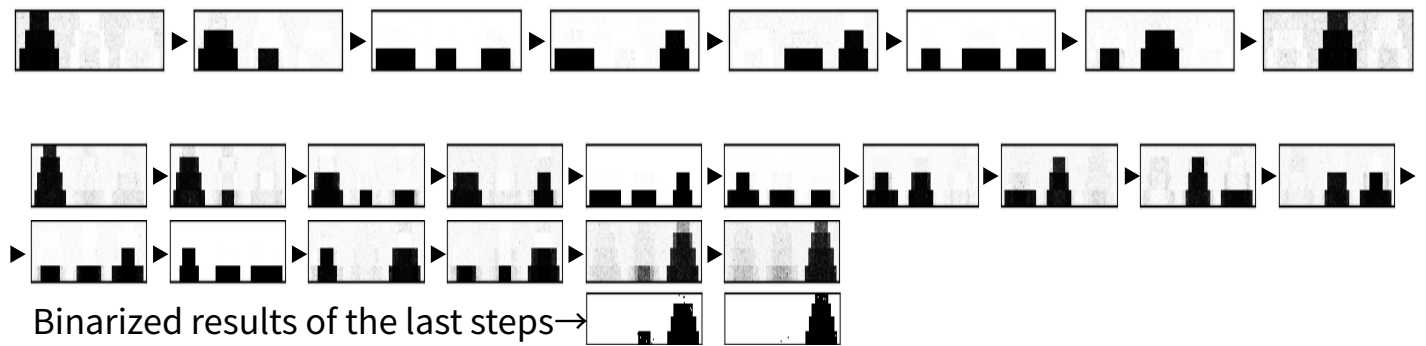 Binarized results of the last steps→